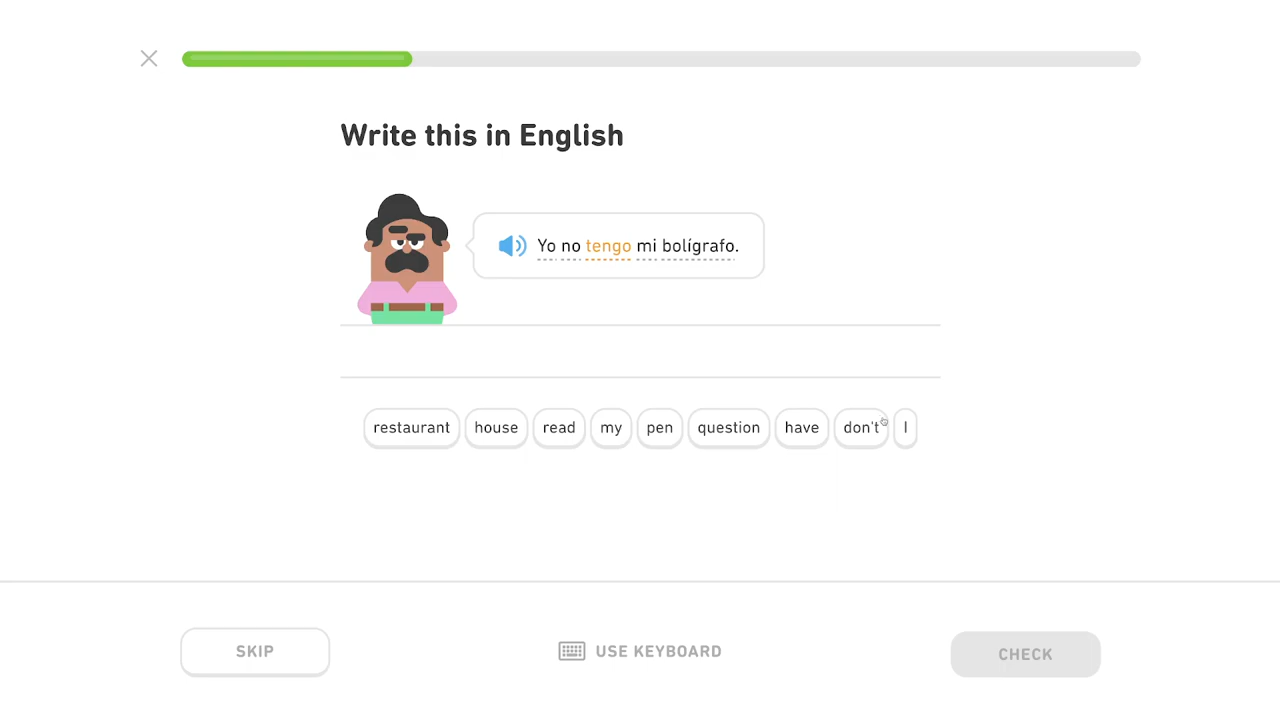 Write this in English
Yo no tengo mi bolígrafo.
restaurant house read my pen question have don't I
SKIP USE KEYBOARD CHECK